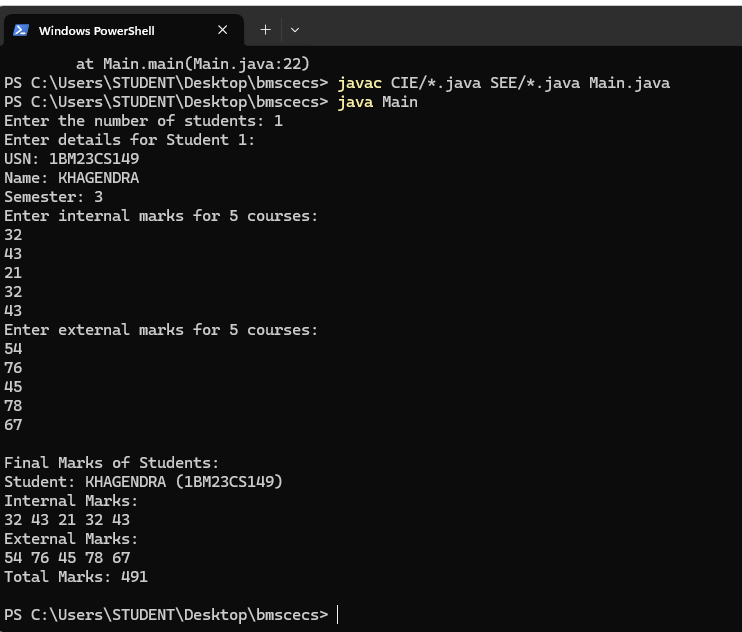 Windows PowerShell
at Main.main(Main.java:22)
PS C:\Users\STUDENT\Desktop\bmscecs> javac CIE/*.java SEE/*.java Main.java
PS C:\Users\STUDENT\Desktop\bmscecs> java Main
Enter the number of students: 1
Enter details for Student 1:
USN: 1BM23CS149
Name: KHAGENDRA
Semester: 3
Enter internal marks for 5 courses:
32
43
21
32
43
Enter external marks for 5 courses:
54
76
45
78
67
Final Marks of Students:
Student: KHAGENDRA (1BM23CS149)
Internal Marks:
32 43 21 32 43
External Marks:
54 76 45 78 67
Total Marks: 491
PS C:\Users\STUDENT\Desktop\bmscecs>